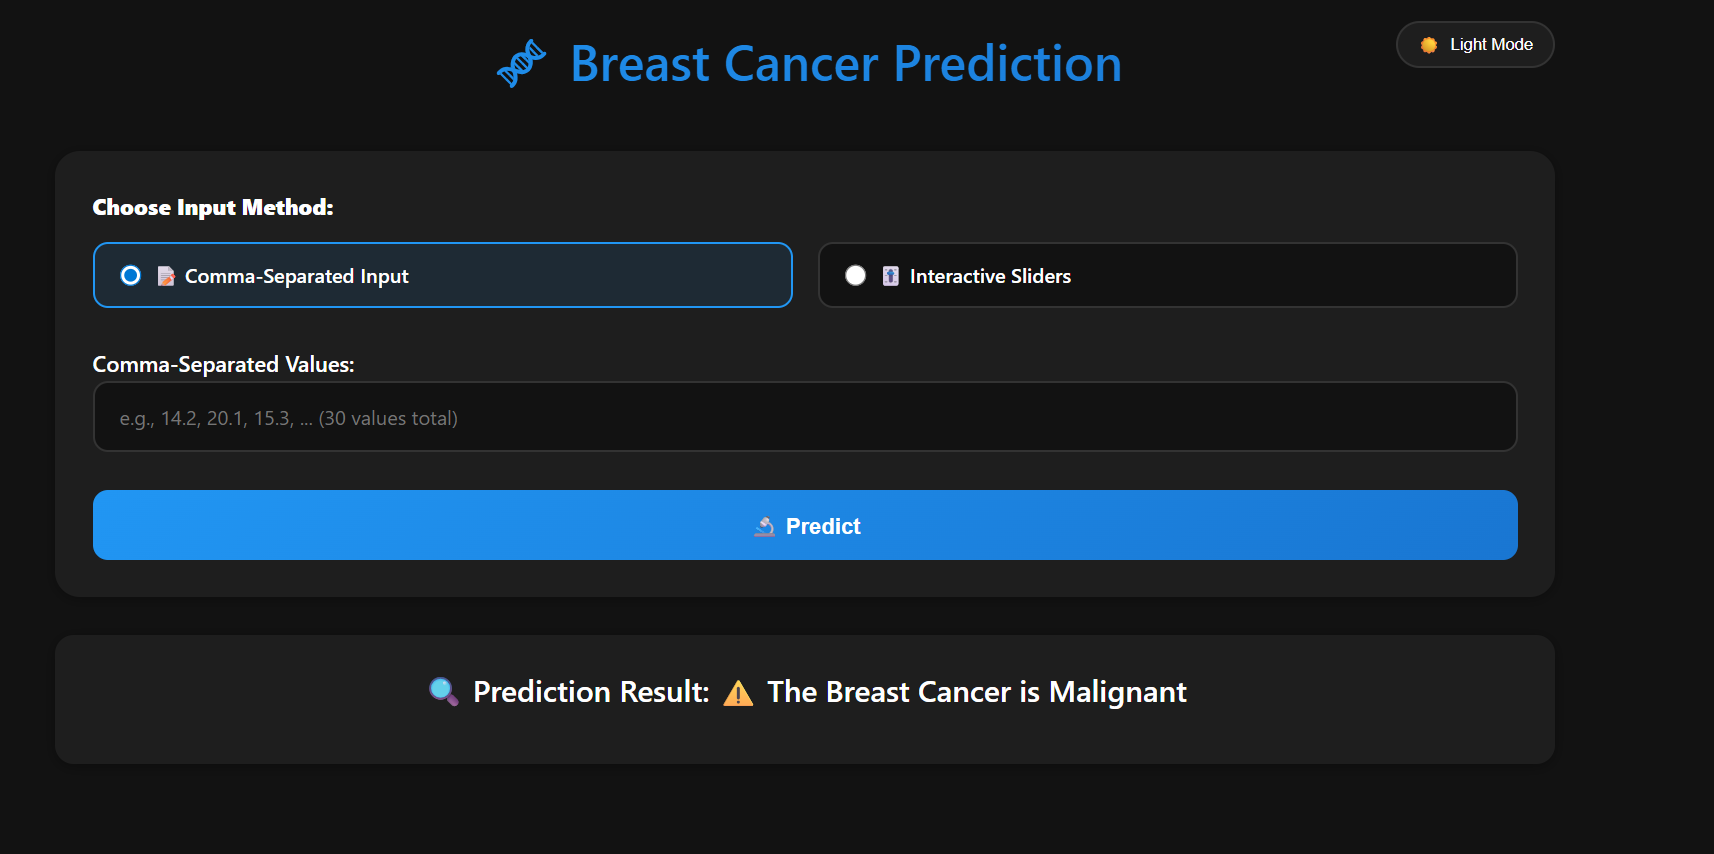 Breast Cancer Prediction
Light Mode
Choose Input Method:
Comma-Separated Input
Interactive Sliders
Comma-Separated Values:
e.g., 14.2, 20.1, 15.3, ... (30 values total)
Predict
Prediction Result: The Breast Cancer is Malignant